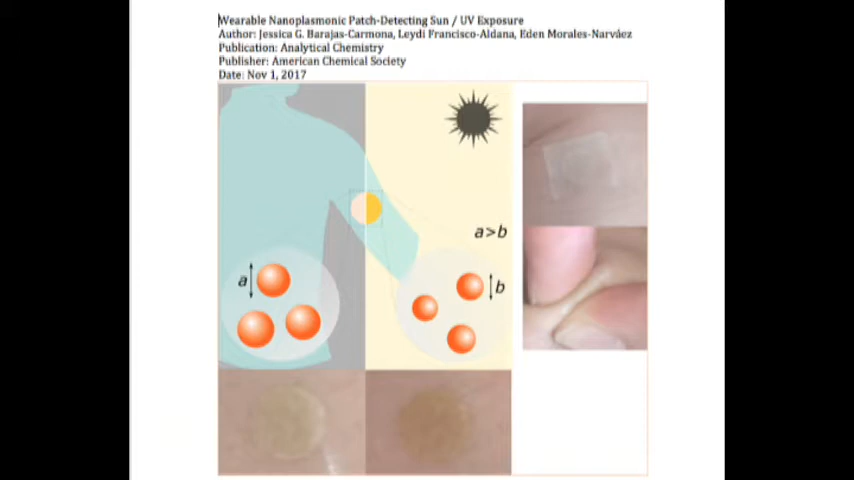 Wearable Nanoplasmonic Patch-Detecting Sun / UV Exposure
Author: Jessica G. Barajas-Carmona, Leydi Francisco-Aldana, Eden Morales-Narváez
Publication: Analytical Chemistry
Publisher: American Chemical Society
Date: Nov 1, 2017
a>b
a
b